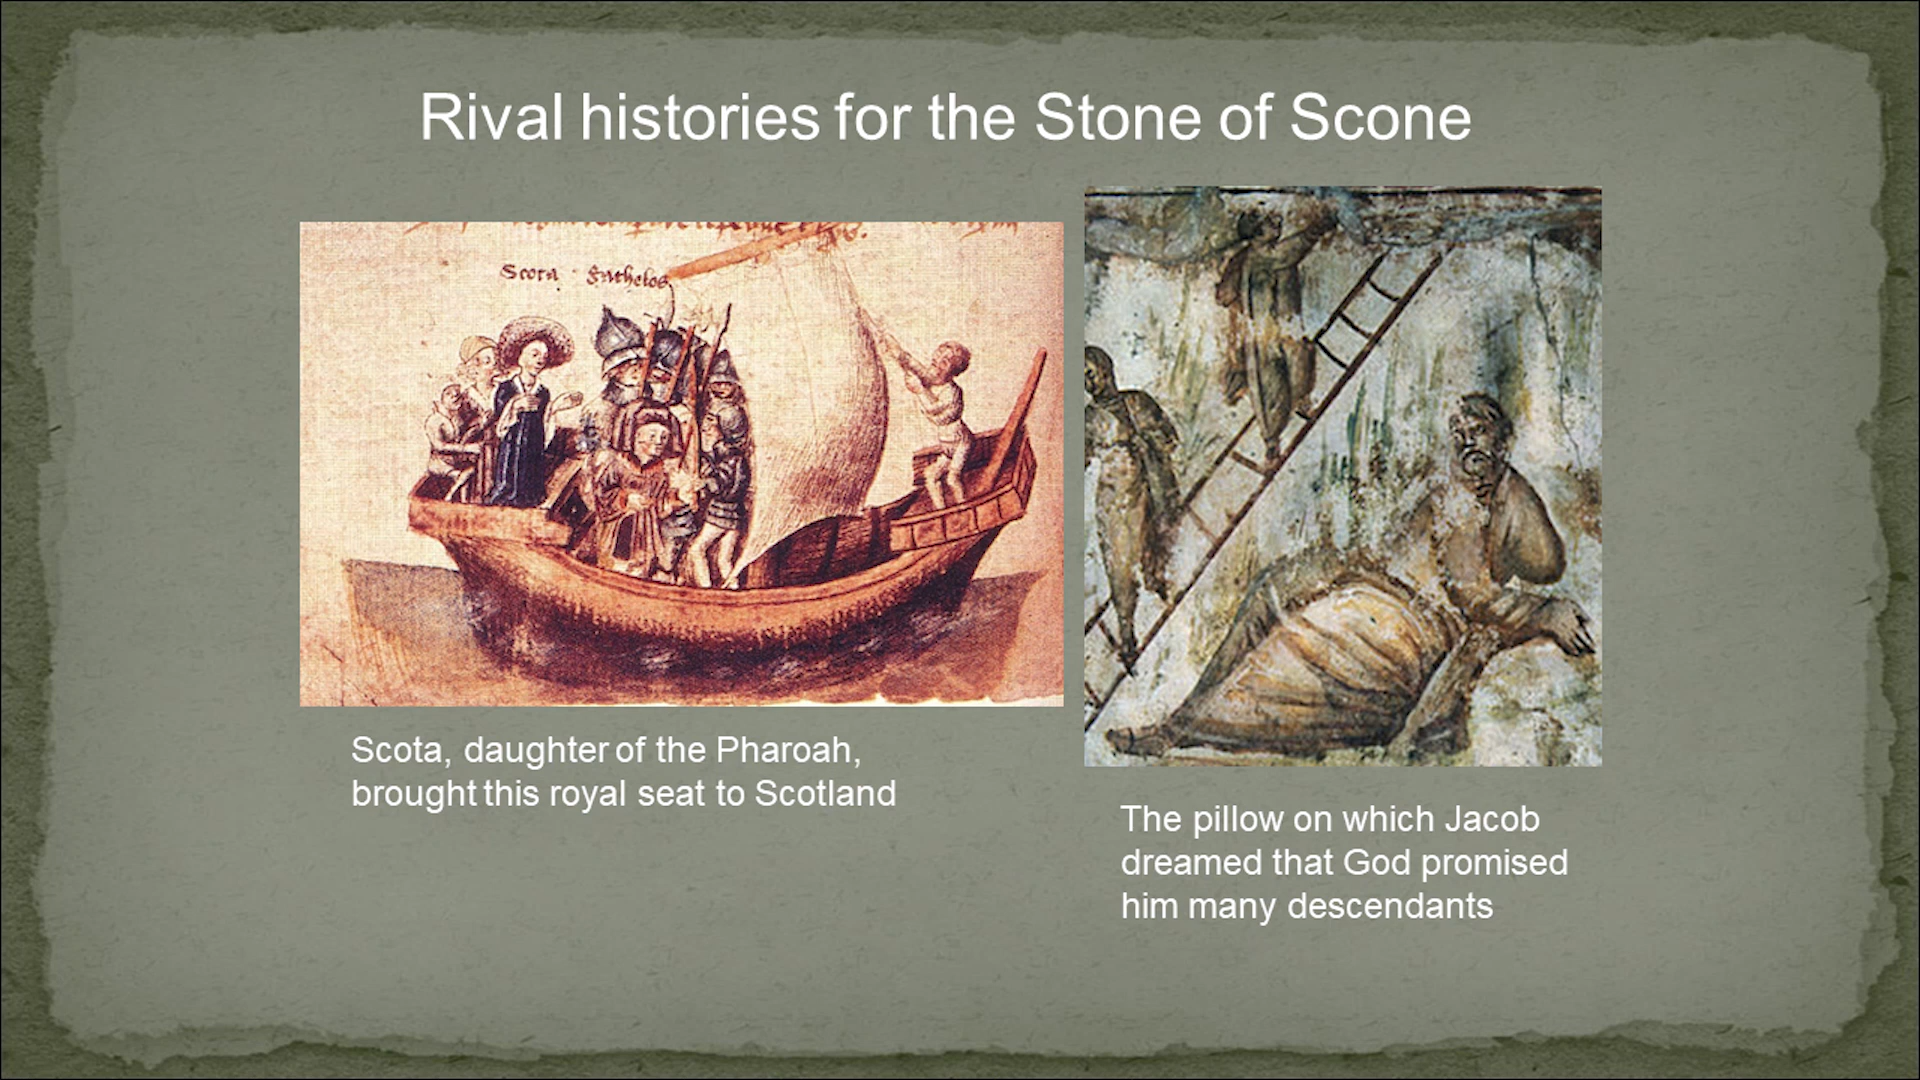 Rival histories for the Stone of Scone
Scota · Gathelos
Scota, daughter of the Pharoah,
brought this royal seat to Scotland
The pillow on which Jacob
dreamed that God promised
him many descendants